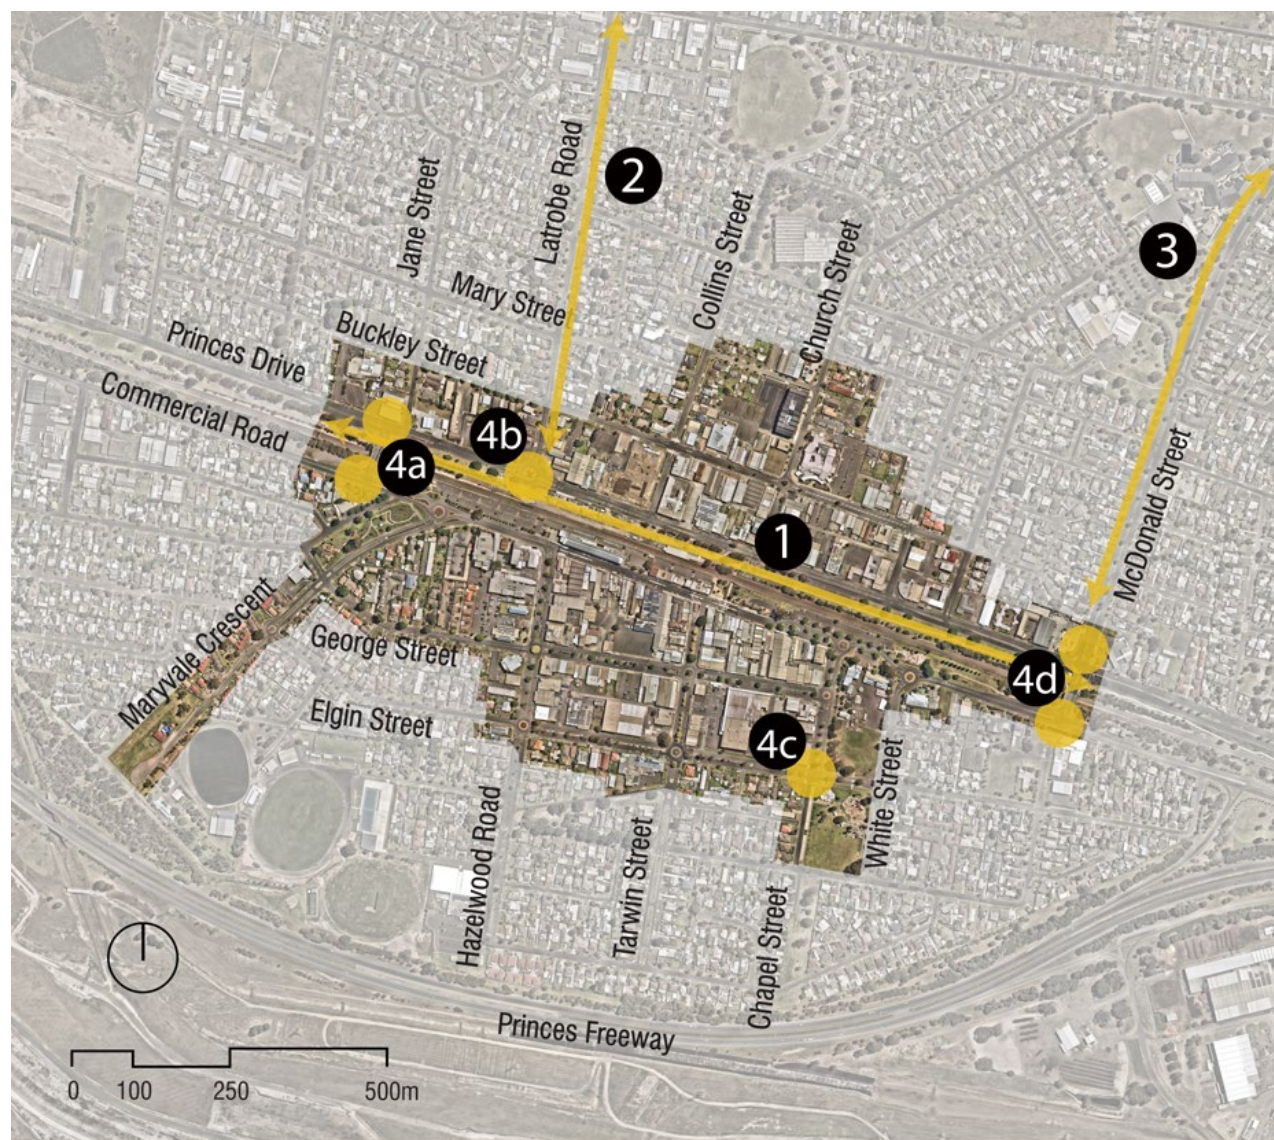 2
3
Jane Street
Latrobe Road
Collins Street
Church Street
Mary Stree
Buckley Street
Princes Drive
Commercial Road
4b
4a
1
McDonald Street
Maryvale Crescent
George Street
Elgin Street
4d
4c
White Street
Hazelwood Road
Tarwin Street
Chapel Street
Princes Freeway
0 100 250 500m